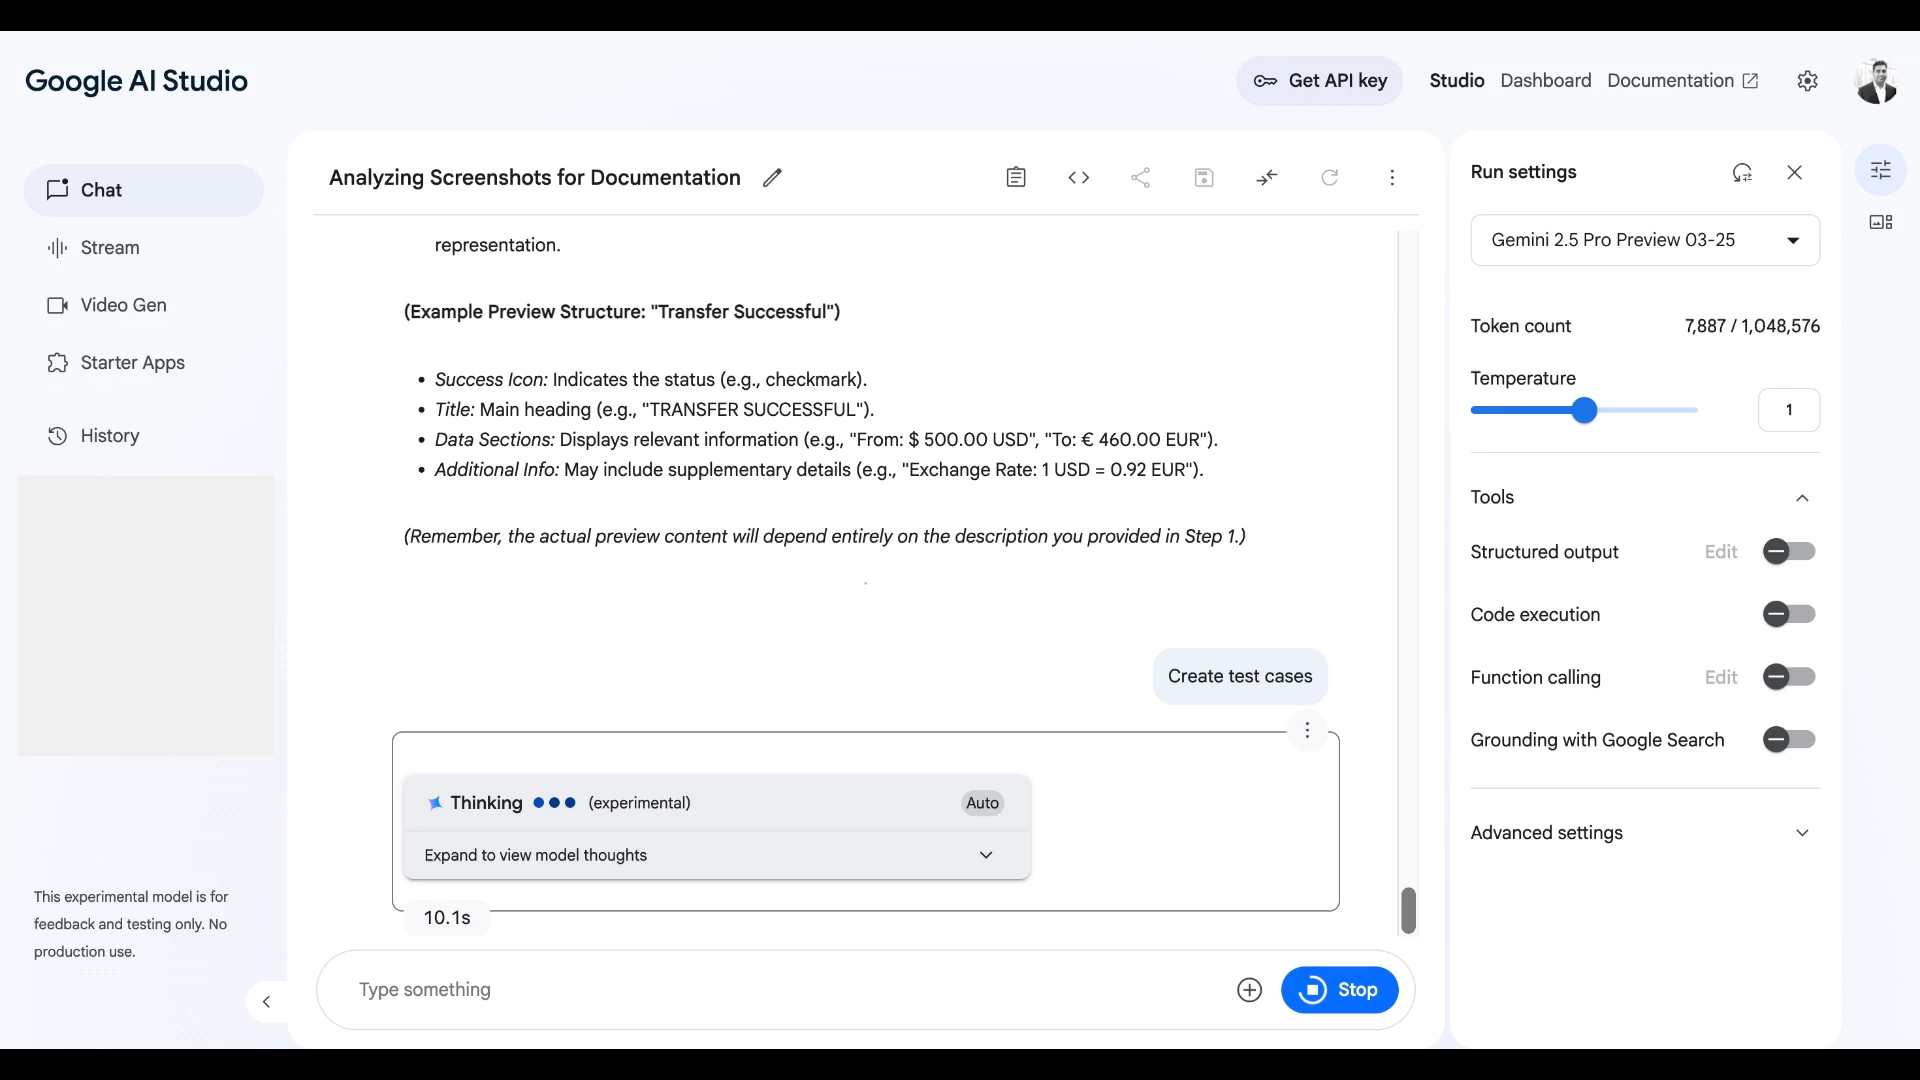 Google AI Studio
Get API key
Studio
Dashboard
Documentation
Chat
Stream
Video Gen
Starter Apps
History
This experimental model is for
feedback and testing only. No
production use.
Analyzing Screenshots for Documentation
representation.
(Example Preview Structure: "Transfer Successful")
• Success Icon: Indicates the status (e.g., checkmark).
• Title: Main heading (e.g., "TRANSFER SUCCESSFUL").
• Data Sections: Displays relevant information (e.g., "From: $ 500.00 USD", "To: € 460.00 EUR").
• Additional Info: May include supplementary details (e.g., "Exchange Rate: 1 USD = 0.92 EUR").
(Remember, the actual preview content will depend entirely on the description you provided in Step 1.)
Create test cases
Thinking (experimental) Auto
Expand to view model thoughts
10.1s
Type something
Stop
Run settings
Gemini 2.5 Pro Preview 03-25
Token count 7,887 / 1,048,576
Temperature
1
Tools
Structured output Edit
Code execution
Function calling Edit
Grounding with Google Search
Advanced settings